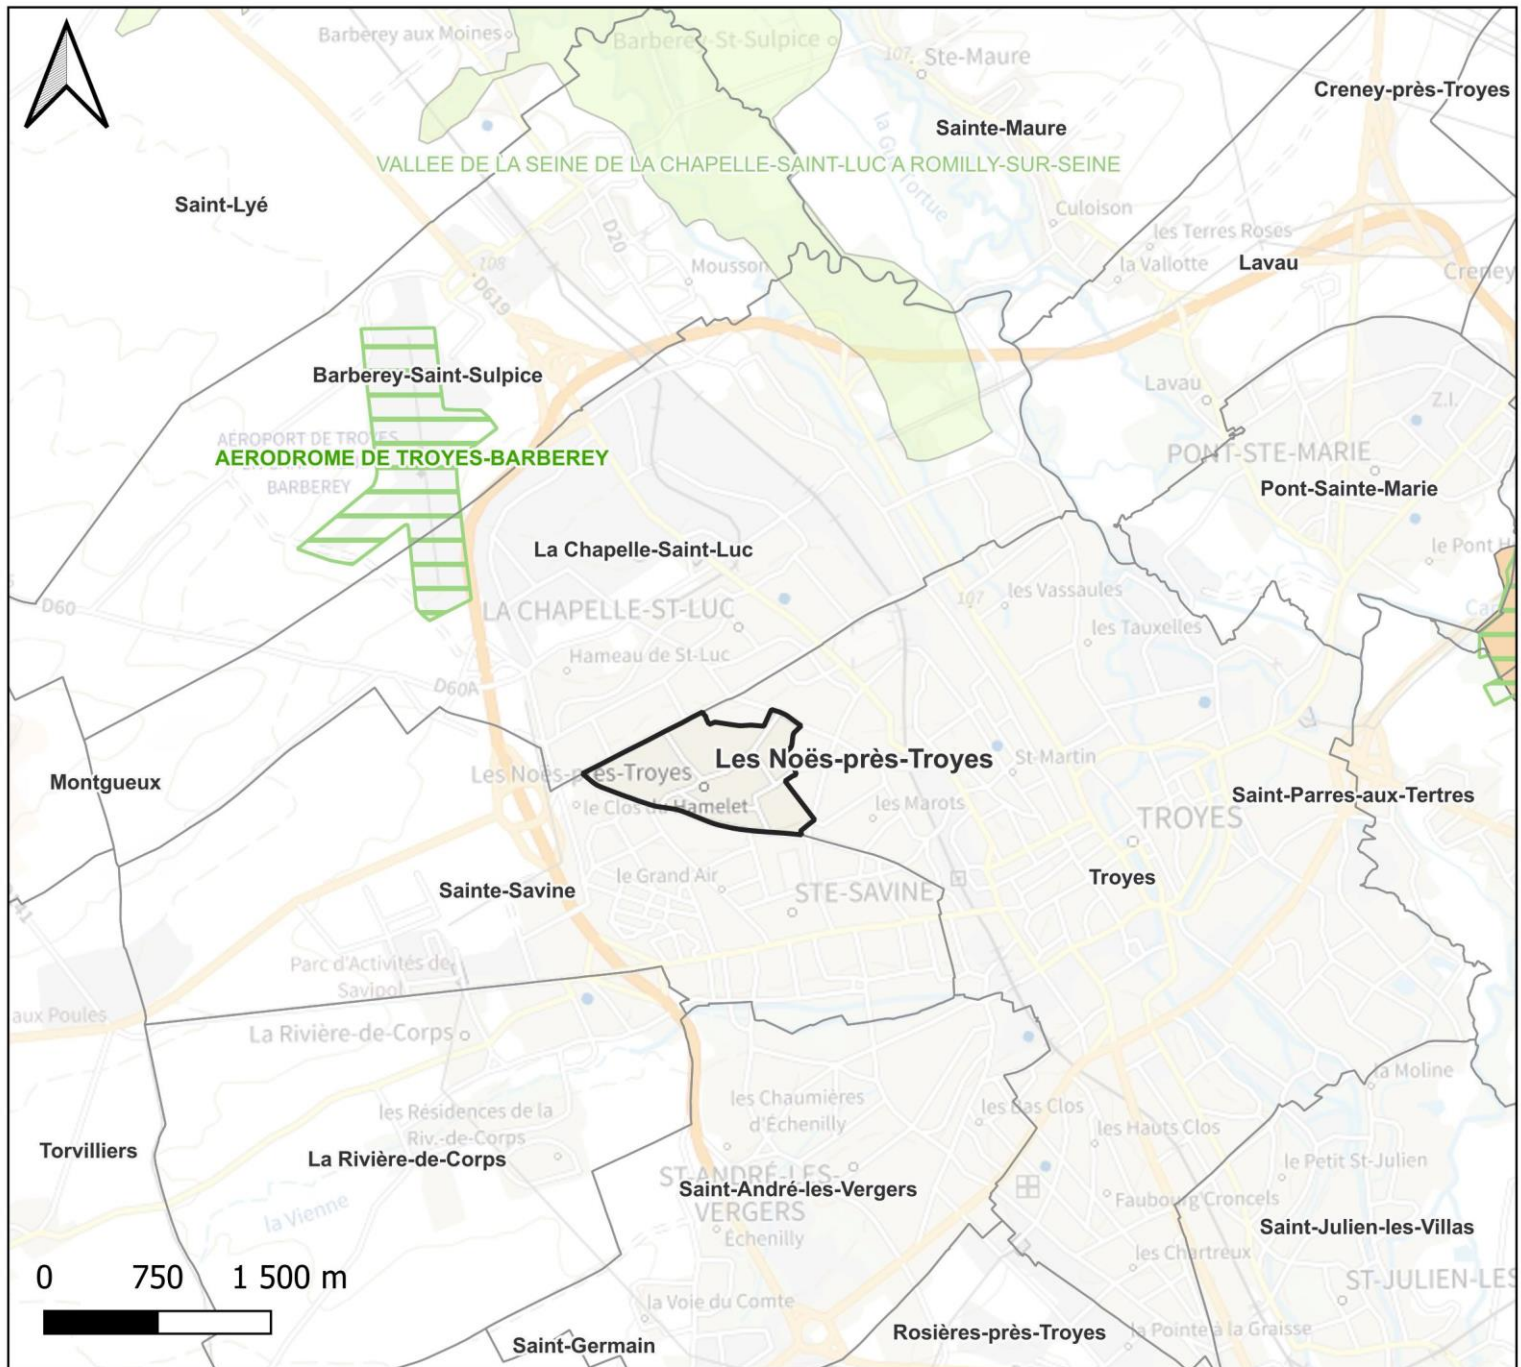 Barberey aux Moines
Barberey-St-Sulpice
107
Ste-Maure
Creney-près-Troyes
Sainte-Maure
VALLEE DE LA SEINE DE LA CHAPELLE-SAINT-LUC A ROMILLY-SUR-SEINE
Saint-Lyé
Culoison
D20
les Terres Roses
Mousson
108
la Vallotte
Lavau
Creney
D619
Barberey-Saint-Sulpice
Lavau
Z.I.
AÉROPORT DE TROYES
AERODROME DE TROYES-BARBEREY
BARBEREY
PONT-STE-MARIE
Pont-Sainte-Marie
La Chapelle-Saint-Luc
le Pont H
les Vassaules
107
D60
LA CHAPELLE-ST-LUC
les Tauxelles
Hameau de St-Luc
D60A
Les Noës-près-Troyes
St-Martin
Les Noës-près-Troyes
Montgueux
le Clos du Hamelet
les Marots
Saint-Parres-aux-Tertres
TROYES
le Grand Air
Troyes
Sainte-Savine
STE-SAVINE
Parc d'Activités de
Savipol
aux Poules
La Rivière-de-Corps
la Moline
les Chaumières
d'Échenilly
les Résidences de la
Riv.-de-Corps
les Bas Clos
les Hauts Clos
Torvilliers
La Rivière-de-Corps
le Petit St-Julien
ST-ANDRÉ-LES-
VERGERS
Saint-André-les-Vergers
Faubourg Croncels
la Vienne
Échenilly
Saint-Julien-les-Villas
les Chartreux
0 750 1 500 m
ST-JULIEN-LES
la Voie du Comte
Saint-Germain
Rosières-près-Troyes
la Pointe à la Graisse